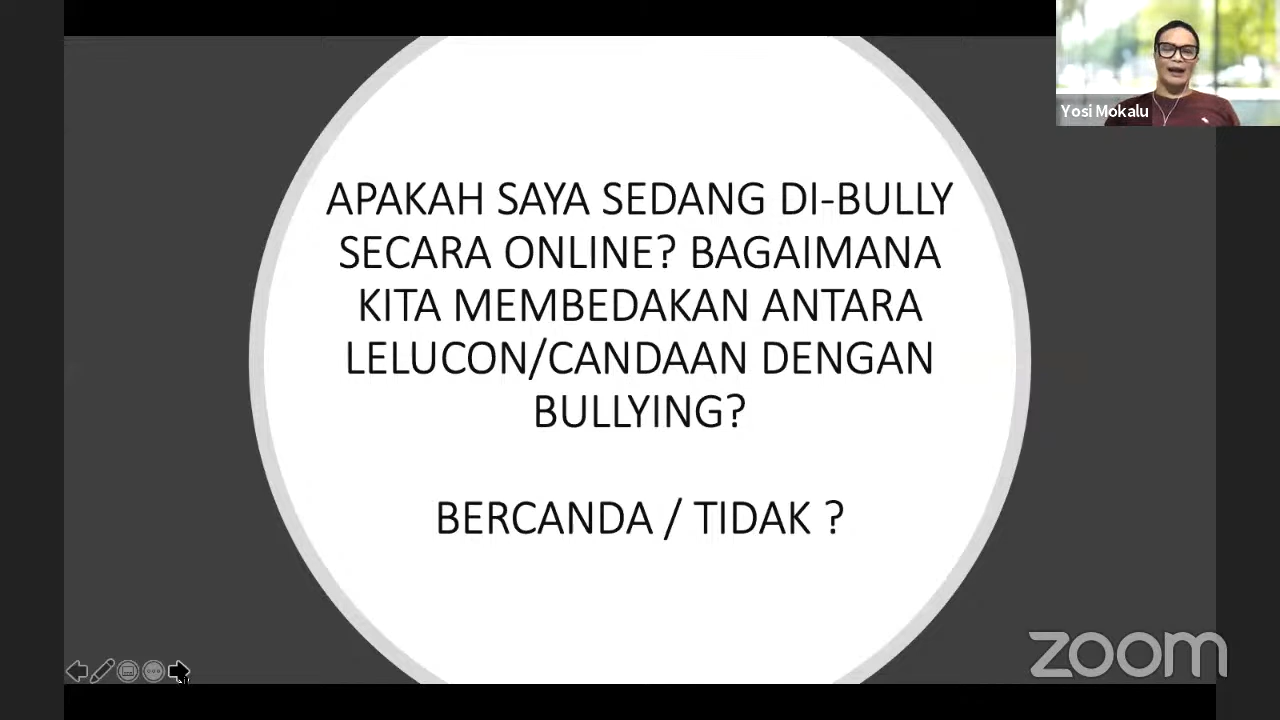 Yosi Mokalu
APAKAH SAYA SEDANG DI-BULLY
SECARA ONLINE? BAGAIMANA
KITA MEMBEDAKAN ANTARA
LELUCON/CANDAAN DENGAN
BULLYING?
BERCANDA / TIDAK ?
zoom